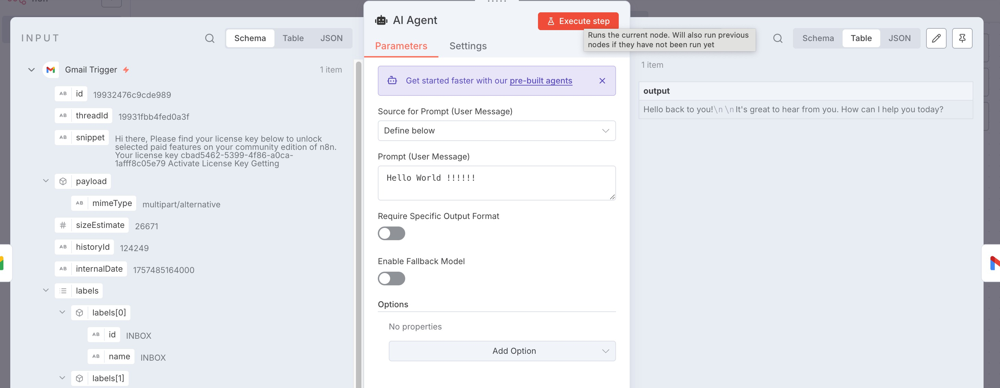 INPUT
Schema
Table
JSON
Gmail Trigger
1 item
AB id 19932476c9cde989
AB threadId 19931fbb4fed0a3f
AB snippet Hi there, Please find your license key below to unlock
selected paid features on your community edition of n8n.
Your license key cbad5462-5399-4f86-a0ca-
1afff8c05e79 Activate License Key Getting
payload
AB mimeType multipart/alternative
# sizeEstimate 26671
AB historyId 124249
AB internalDate 1757485164000
labels
labels[0]
AB id INBOX
AB name INBOX
labels[1]
AI Agent
Execute step
Runs the current node. Will also run previous
nodes if they have not been run yet
Parameters
Settings
Get started faster with our pre-built agents
Source for Prompt (User Message)
Define below
Prompt (User Message)
Hello World !!!!!!
Require Specific Output Format
Enable Fallback Model
Options
No properties
Add Option
Schema
Table
JSON
1 item
output
Hello back to you!\n \n It's great to hear from you. How can I help you today?